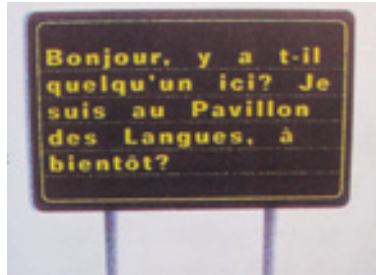 Bonjour, y a t-il
quelqu'un ici? Je
suis au Pavillon
des Langues, à
bientôt?